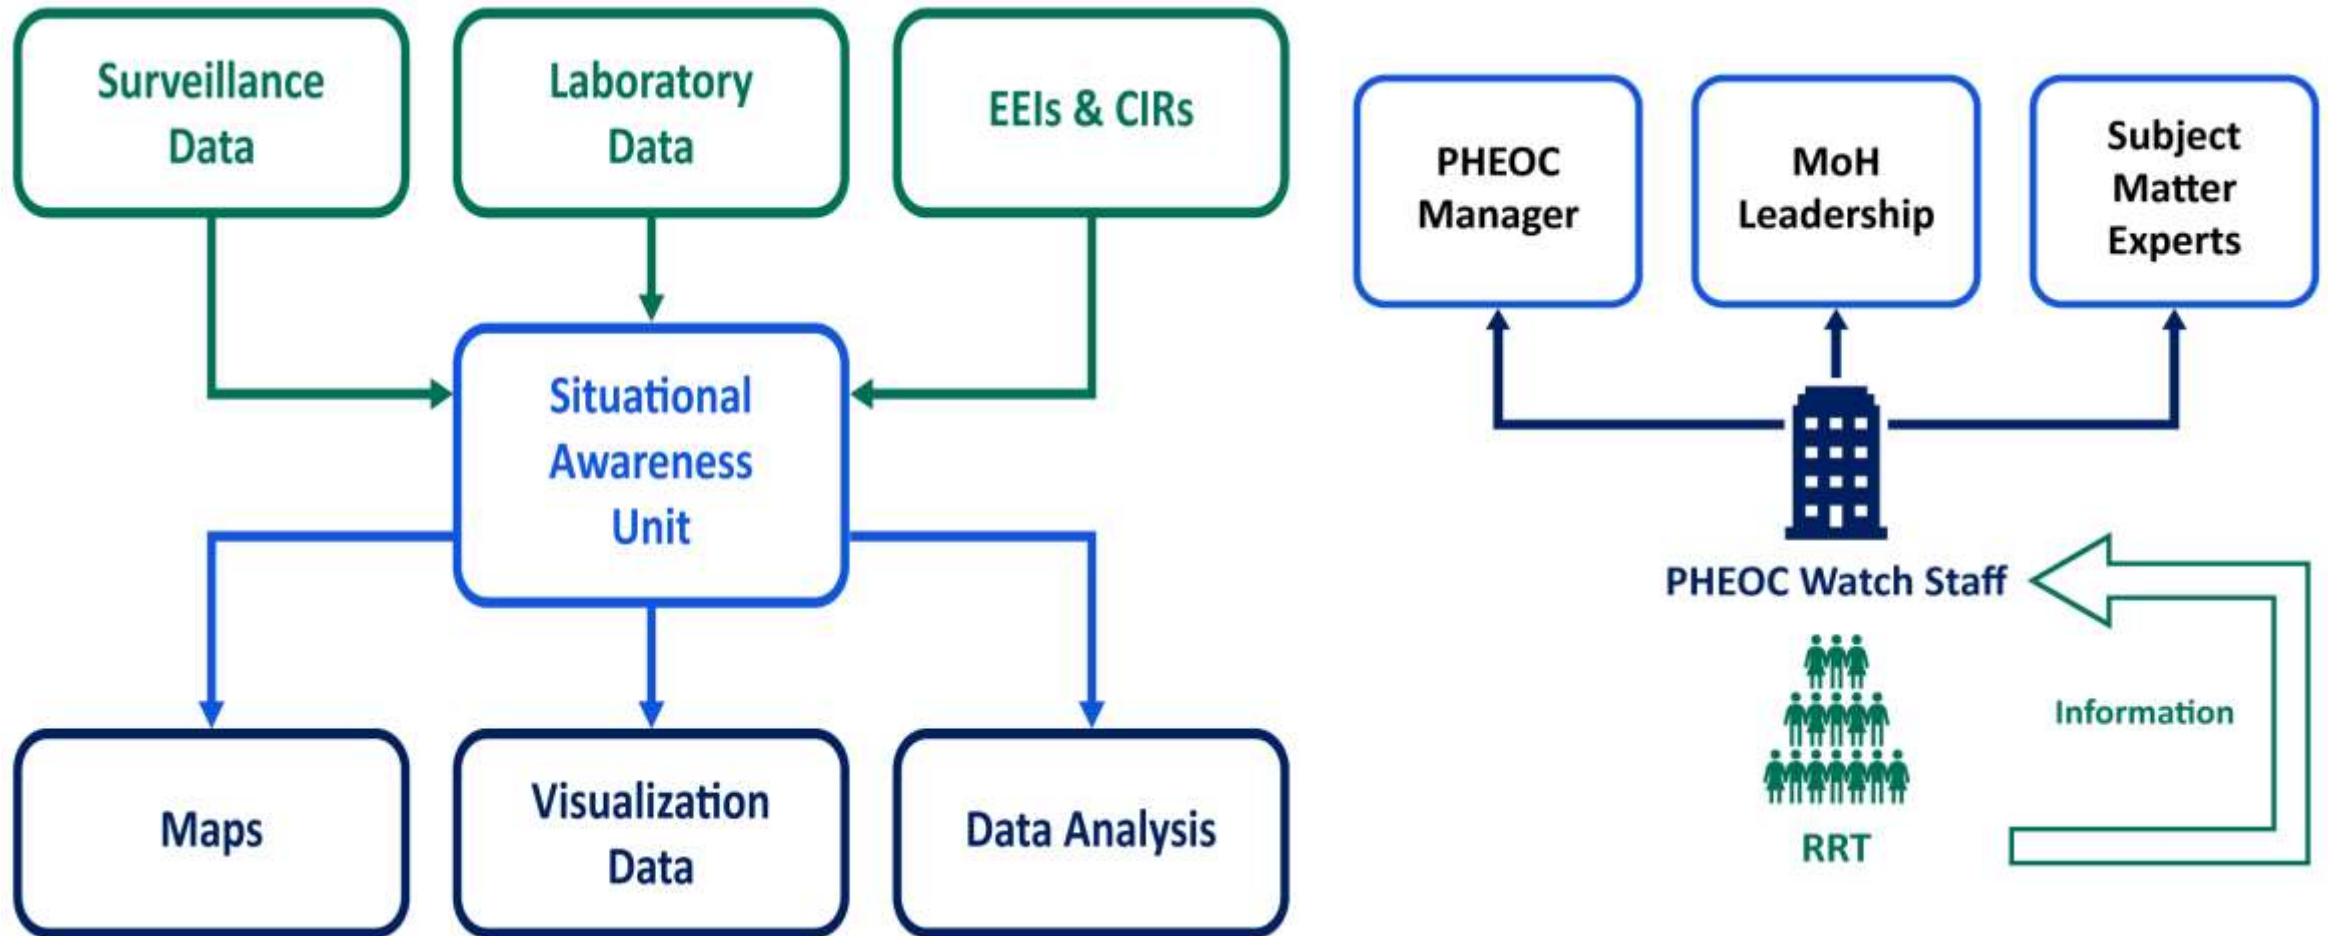 Surveillance
Data
Laboratory
Data
EEIs & CIRs
Situational
Awareness
Unit
Maps
Visualization
Data
Data Analysis
PHEOC
Manager
MoH
Leadership
Subject
Matter
Experts
PHEOC Watch Staff
Information
RRT